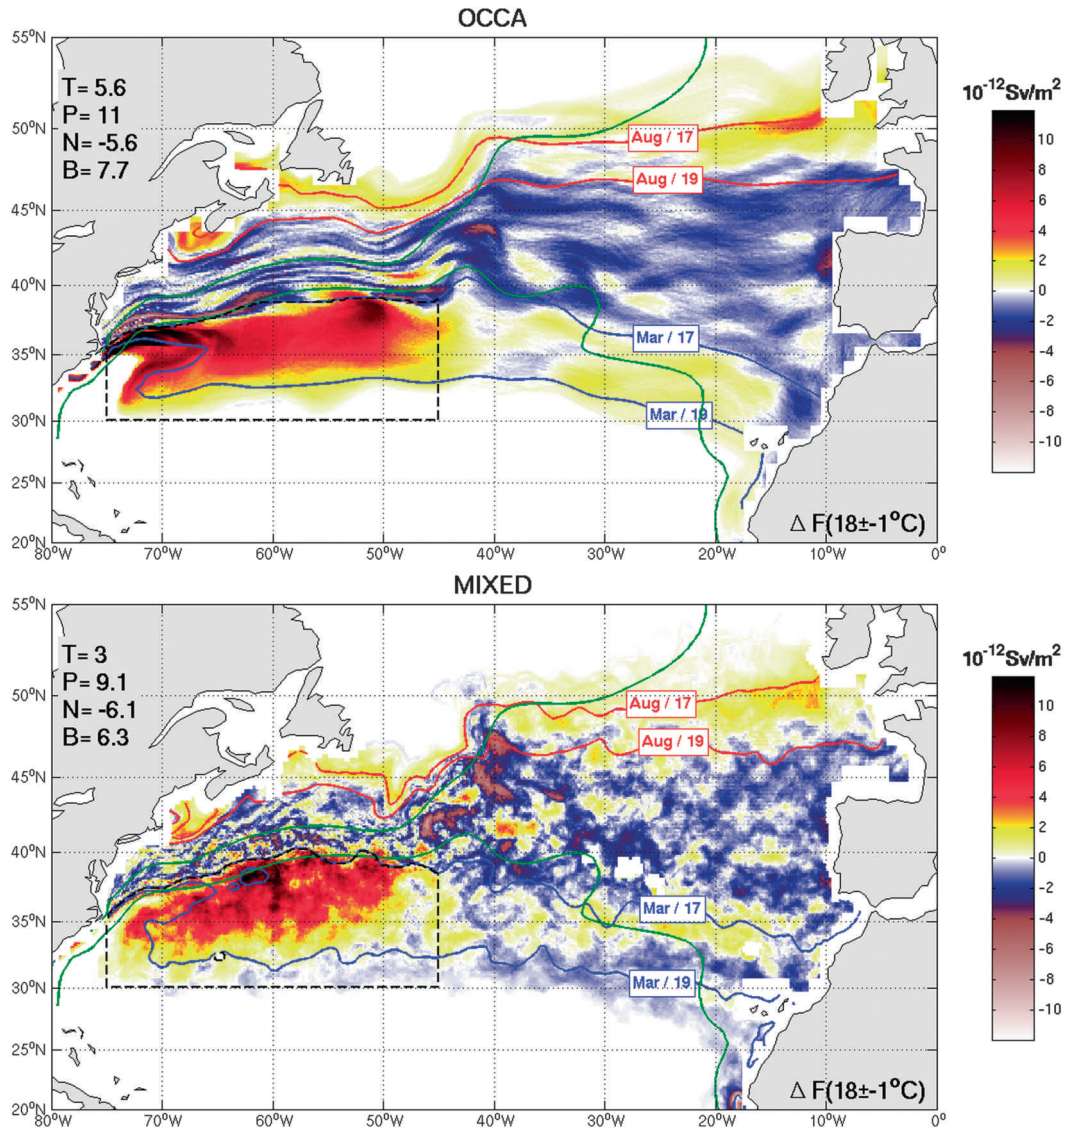 OCCA
55°N
50°N
45°N
40°N
35°N
30°N
25°N
20°N
80°W 70°W 60°W 50°W 40°W 30°W 20°W 10°W 0°
T= 5.6
P= 11
N= -5.6
B= 7.7
Aug / 17
Aug / 19
Mar / 17
Mar / 19
Δ F(18±-1°C)
10-12Sv/m2
10
8
6
4
2
0
-2
-4
-6
-8
-10
MIXED
55°N
50°N
45°N
40°N
35°N
30°N
25°N
20°N
80°W 70°W 60°W 50°W 40°W 30°W 20°W 10°W 0°
T= 3
P= 9.1
N= -6.1
B= 6.3
Aug / 17
Aug / 19
Mar / 17
Mar / 19
Δ F(18±-1°C)
10-12Sv/m2
10
8
6
4
2
0
-2
-4
-6
-8
-10